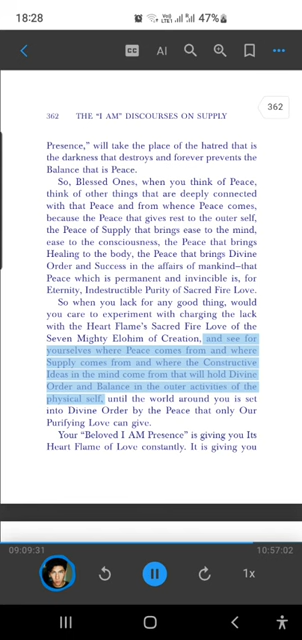 18:28
47%
CC AI
362
362 THE "I AM" DISCOURSES ON SUPPLY
Presence," will take the place of the hatred that is
the darkness that destroys and forever prevents the
Balance that is Peace.
So, Blessed Ones, when you think of Peace,
think of other things that are deeply connected
with that Peace and from whence Peace comes,
because the Peace that gives rest to the outer self,
the Peace of Supply that brings ease to the mind,
ease to the consciousness, the Peace that brings
Healing to the body, the Peace that brings Divine
Order and Success in the affairs of mankind—that
Peace which is permanent and invincible is, for
Eternity, Indestructible Purity of Sacred Fire Love.
So when you lack for any good thing, would
you care to experiment with charging the lack
with the Heart Flame's Sacred Fire Love of the
Seven Mighty Elohim of Creation, and see for
yourselves where Peace comes from and where
Supply comes from and where the Constructive
Ideas in the mind come from that will hold Divine
Order and Balance in the outer activities of the
physical self, until the world around you is set
into Divine Order by the Peace that only Our
Purifying Love can give.
Your "Beloved I AM Presence" is giving you Its
Heart Flame of Love constantly. It is giving you
09:09:31 10:57:02
1x